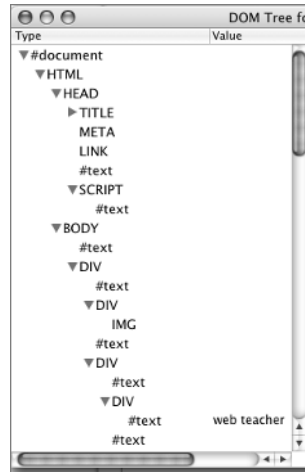 DOM Tree fo
Type Value
#document
HTML
HEAD
TITLE
META
LINK
#text
SCRIPT
#text
BODY
#text
DIV
#text
DIV
IMG
#text
DIV
#text
DIV
#text web teacher
#text